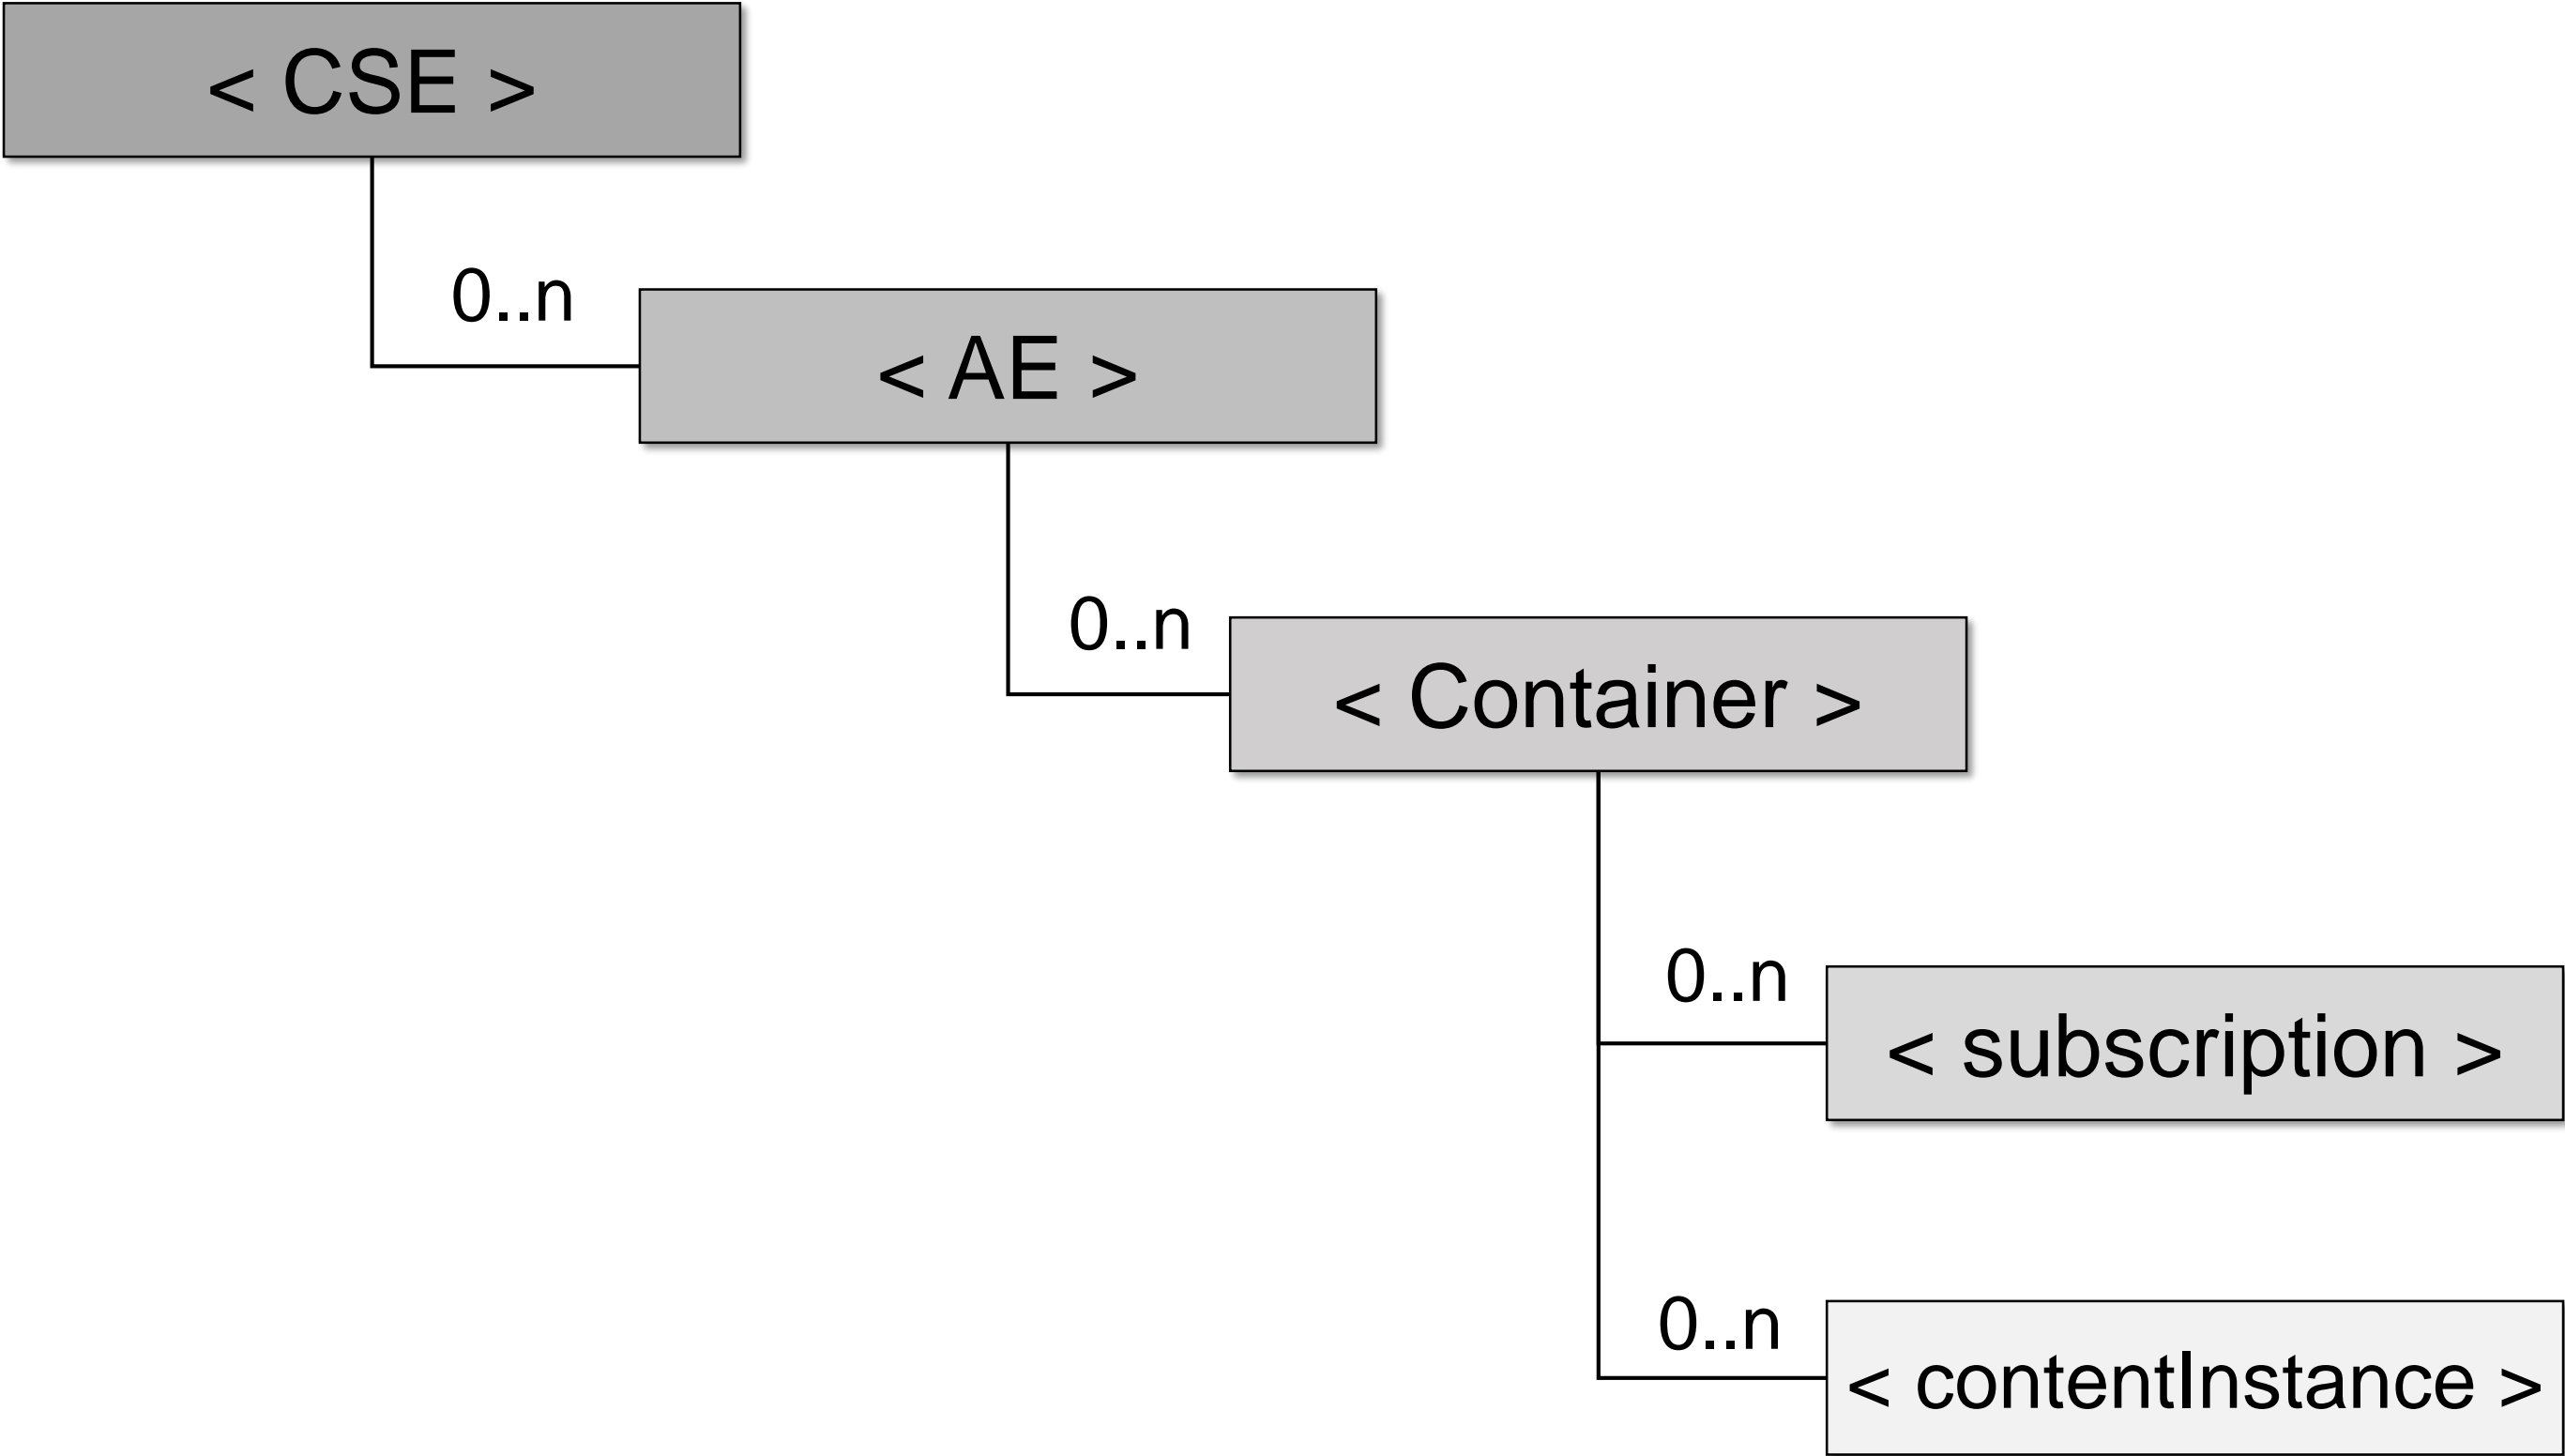 < CSE >
0..n
< AE >
0..n
< Container >
0..n
< subscription >
0..n
< contentInstance >